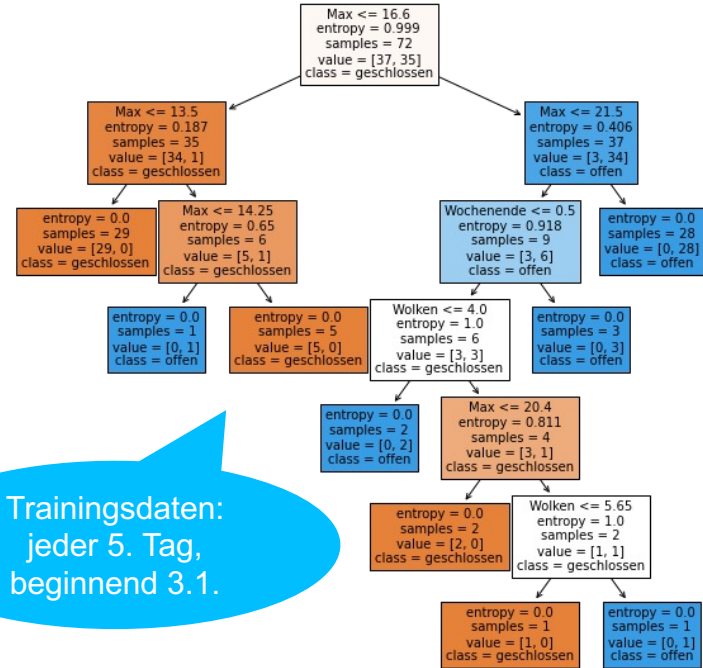 Max <= 16.6
entropy = 0.999
samples = 72
value = [37, 35]
class = geschlossen
Max <= 13.5
entropy = 0.187
samples = 35
value = [34, 1]
class = geschlossen
Max <= 21.5
entropy = 0.406
samples = 37
value = [3, 34]
class = offen
entropy = 0.0
samples = 29
value = [29, 0]
class = geschlossen
Max <= 14.25
entropy = 0.65
samples = 6
value = [5, 1]
class = geschlossen
Wochenende <= 0.5
entropy = 0.918
samples = 9
value = [3, 6]
class = offen
entropy = 0.0
samples = 28
value = [0, 28]
class = offen
entropy = 0.0
samples = 1
value = [0, 1]
class = offen
entropy = 0.0
samples = 5
value = [5, 0]
class = geschlossen
Wolken <= 4.0
entropy = 1.0
samples = 6
value = [3, 3]
class = geschlossen
entropy = 0.0
samples = 3
value = [0, 3]
class = offen
entropy = 0.0
samples = 2
value = [0, 2]
class = offen
Max <= 20.4
entropy = 0.811
samples = 4
value = [3, 1]
class = geschlossen
entropy = 0.0
samples = 2
value = [2, 0]
class = geschlossen
Wolken <= 5.65
entropy = 1.0
samples = 2
value = [1, 1]
class = geschlossen
entropy = 0.0
samples = 1
value = [1, 0]
class = geschlossen
entropy = 0.0
samples = 1
value = [0, 1]
class = offen
Trainingsdaten:
jeder 5. Tag,
beginnend 3.1.